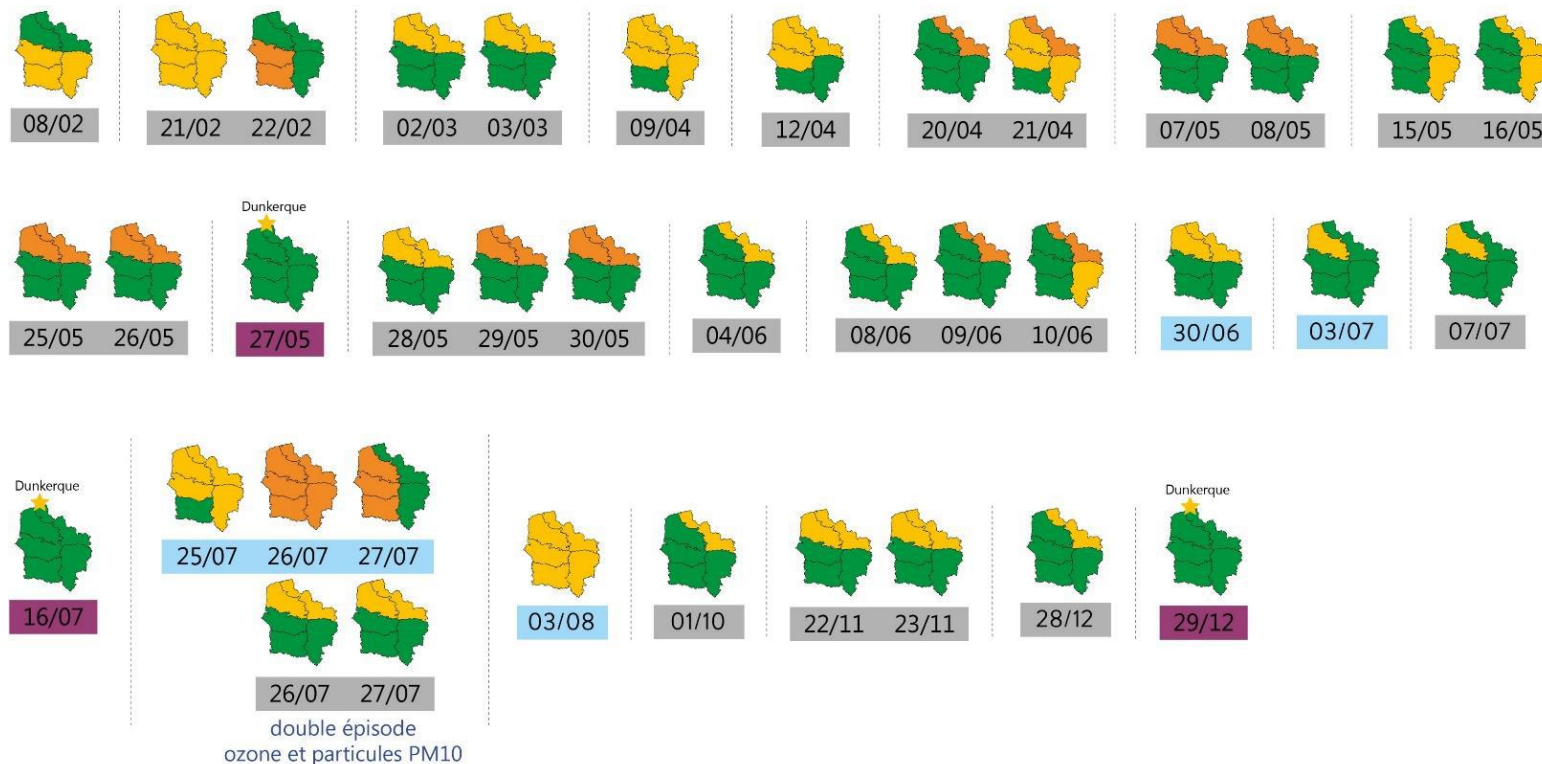 08/02 21/02 22/02 02/03 03/03 09/04 12/04 20/04 21/04 07/05 08/05 15/05 16/05
Dunkerque
25/05 26/05 27/05 28/05 29/05 30/05 04/06 08/06 09/06 10/06 30/06 03/07 07/07
Dunkerque
16/07
25/07 26/07 27/07
26/07 27/07
double épisode
ozone et particules PM10
03/08 01/10 22/11 23/11 28/12
Dunkerque
29/12